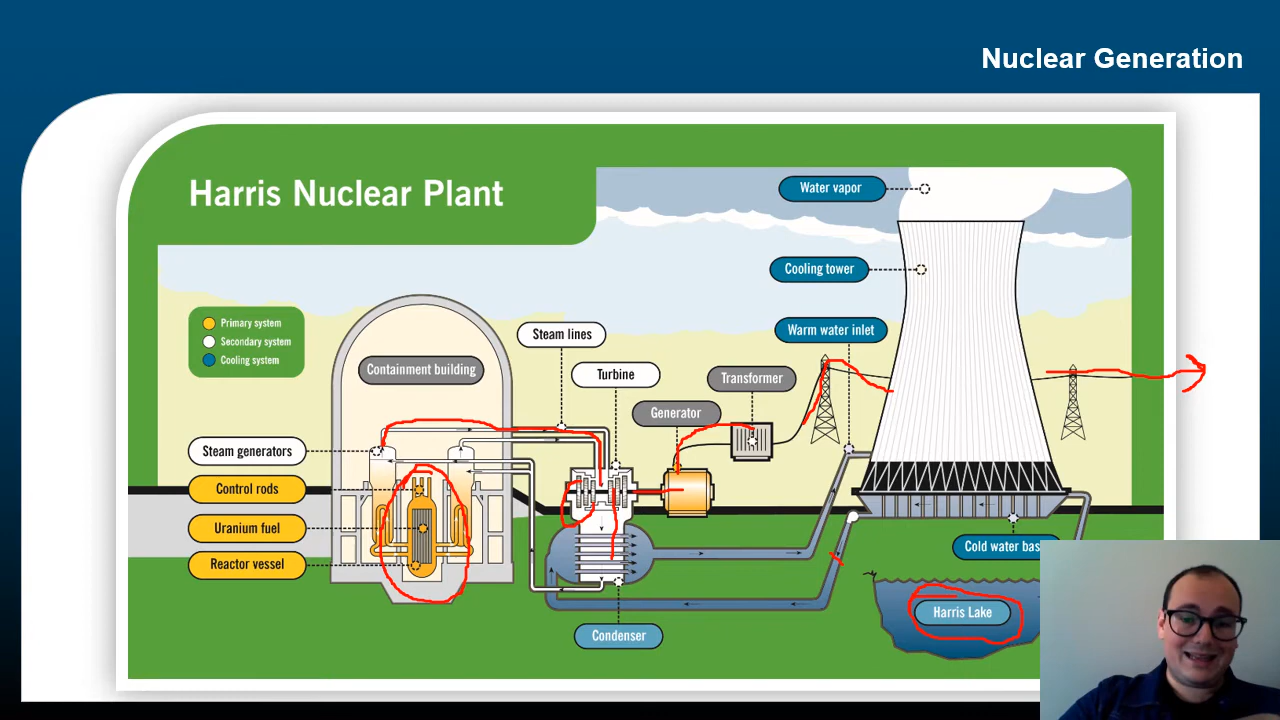 Nuclear Generation
Harris Nuclear Plant
Water vapor
Cooling tower
Warm water inlet
Primary system
Secondary system
Cooling system
Steam lines
Containment building
Turbine
Transformer
Generator
Steam generators
Control rods
Uranium fuel
Reactor vessel
Cold water
Harris Lake
Condenser